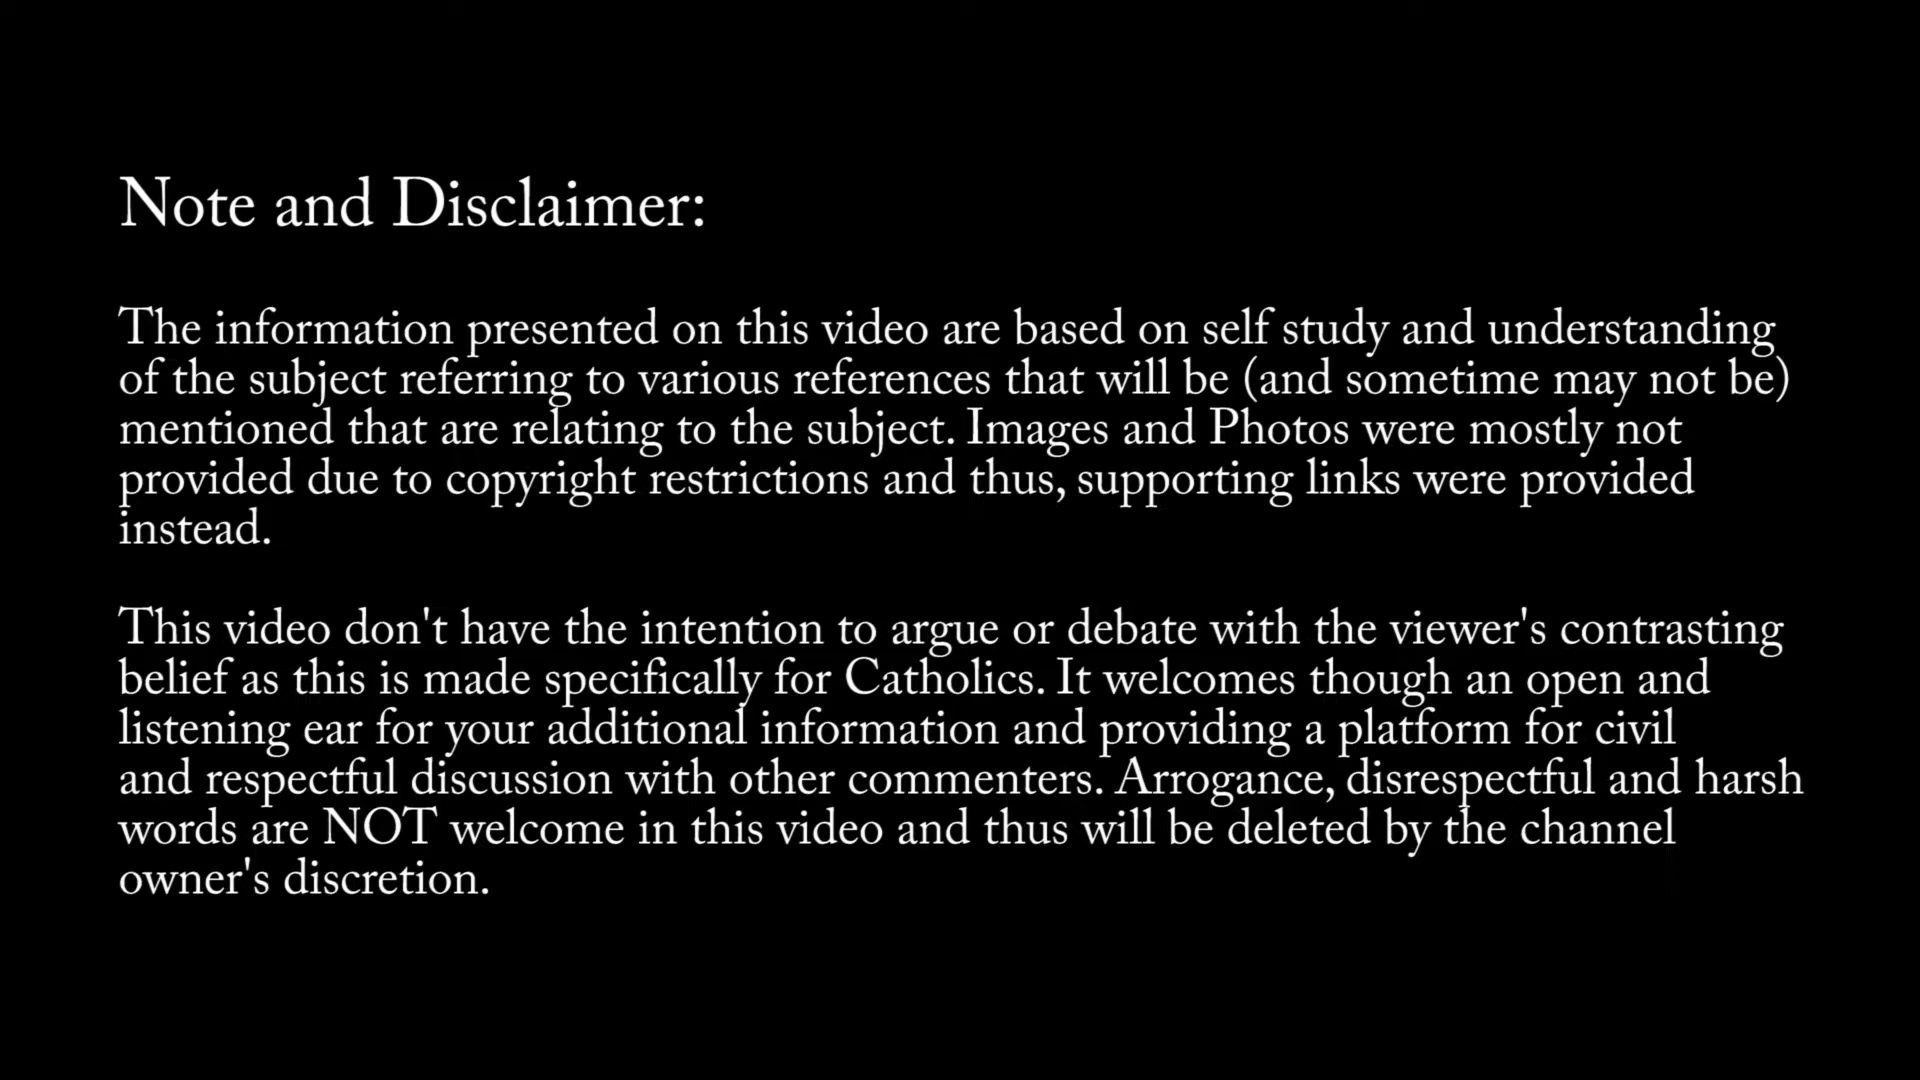 Note and Disclaimer:
The information presented on this video are based on self study and understanding
of the subject referring to various references that will be (and sometime may not be)
mentioned that are relating to the subject. Images and Photos were mostly not
provided due to copyright restrictions and thus, supporting links were provided
instead.
This video don't have the intention to argue or debate with the viewer's contrasting
belief as this is made specifically for Catholics. It welcomes though an open and
listening ear for your additional information and providing a platform for civil
and respectful discussion with other commenters. Arrogance, disrespectful and harsh
words are NOT welcome in this video and thus will be deleted by the channel
owner's discretion.